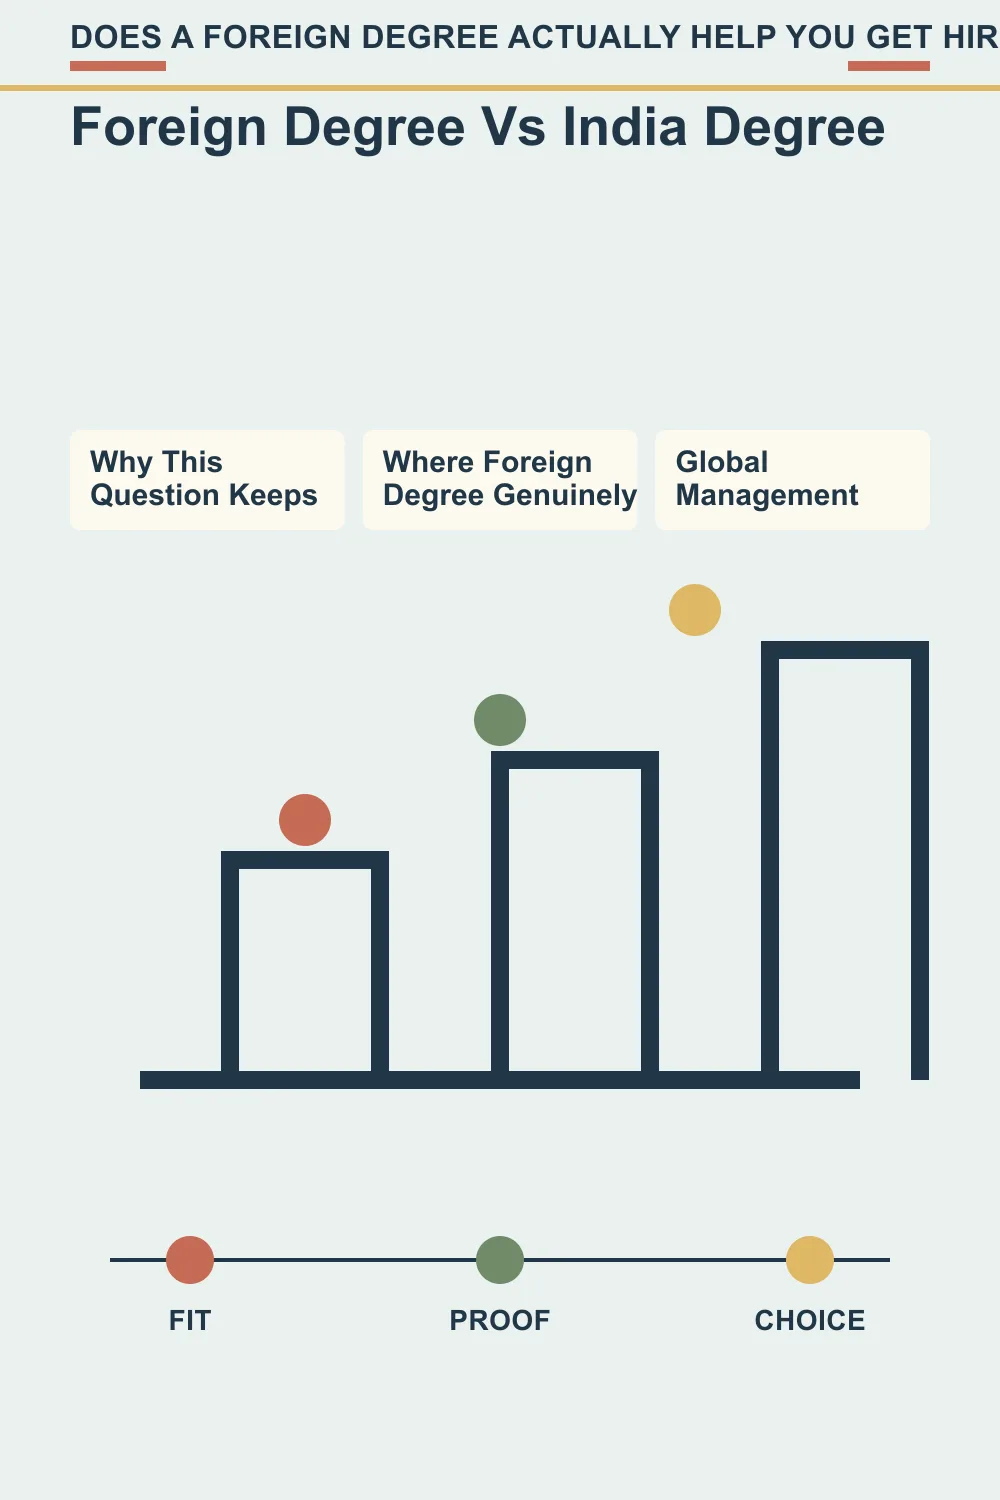 DOES A FOREIGN DEGREE ACTUALLY HELP YOU GET HIR
Foreign Degree Vs India Degree
Why This
Question Keeps
Where Foreign
Degree Genuinely
Global
Management
FIT
PROOF
CHOICE